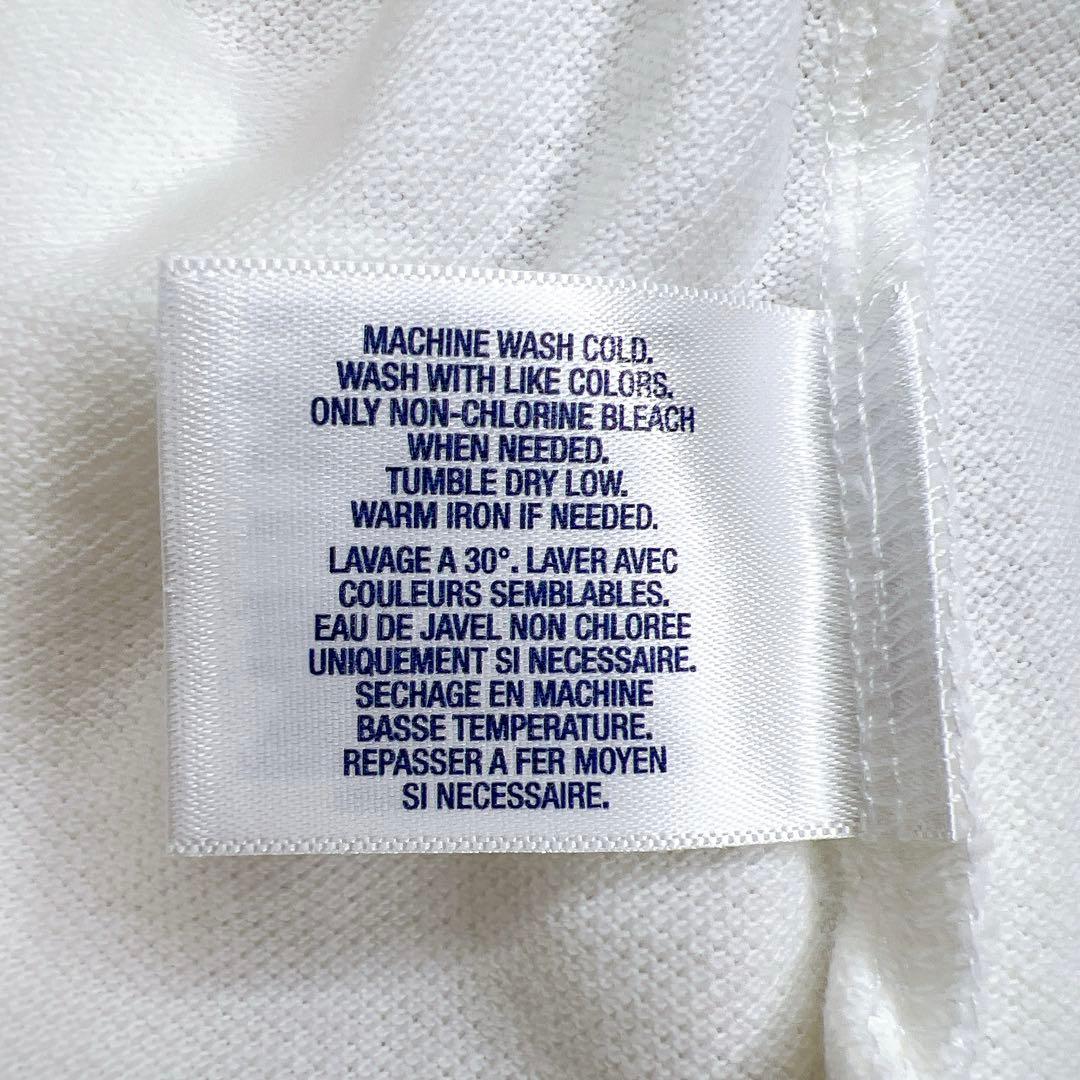 MACHINE WASH COLD.
WASH WITH LIKE COLORS.
ONLY NON-CHLORINE BLEACH
WHEN NEEDED.
TUMBLE DRY LOW.
WARM IRON IF NEEDED.
LAVAGE A 30°. LAVER AVEC
COULEURS SEMBLABLES.
EAU DE JAVEL NON CHLOREE
UNIQUEMENT SI NECESSAIRE.
SECHAGE EN MACHINE
BASSE TEMPERATURE.
REPASSER A FER MOYEN
SI NECESSAIRE.